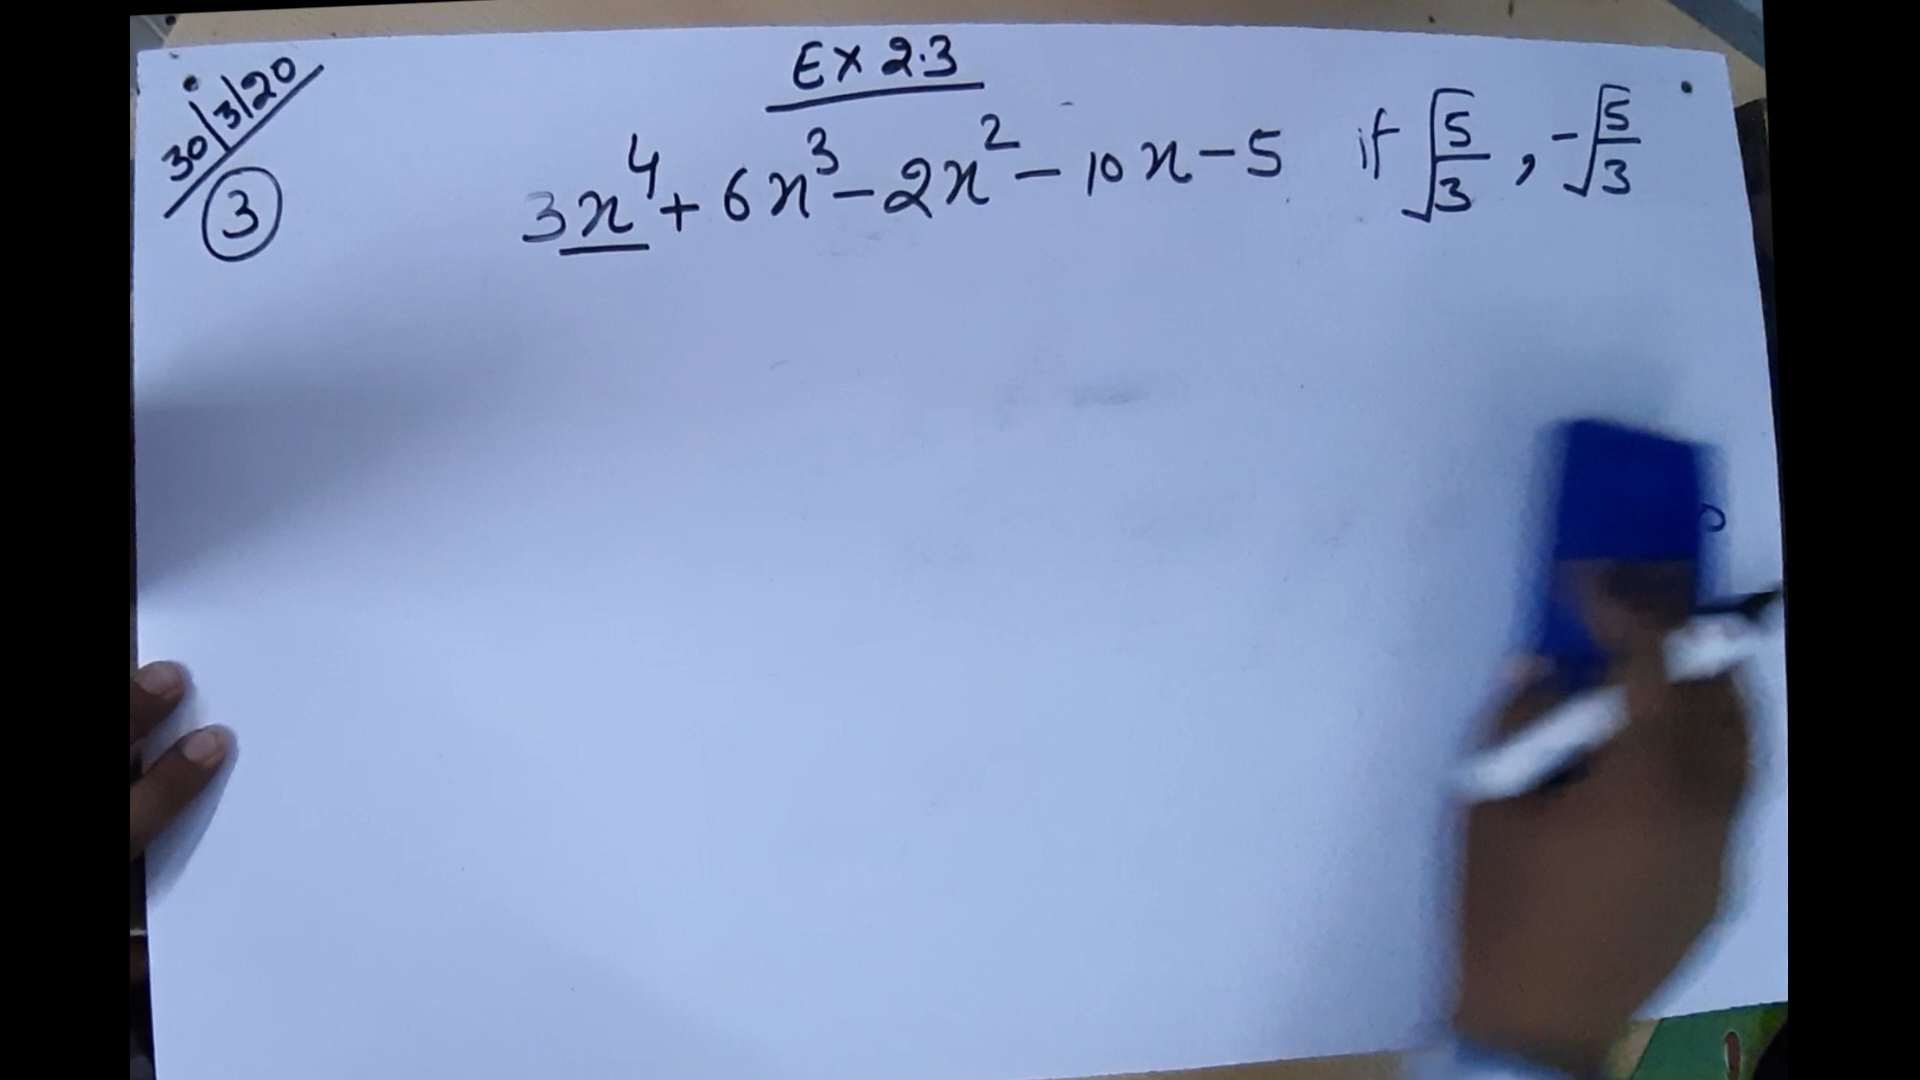 30/3/20
EX 2.3
③ 3x⁴ + 6x³ - 2x² - 10x - 5 if √5/3 , -√5/3